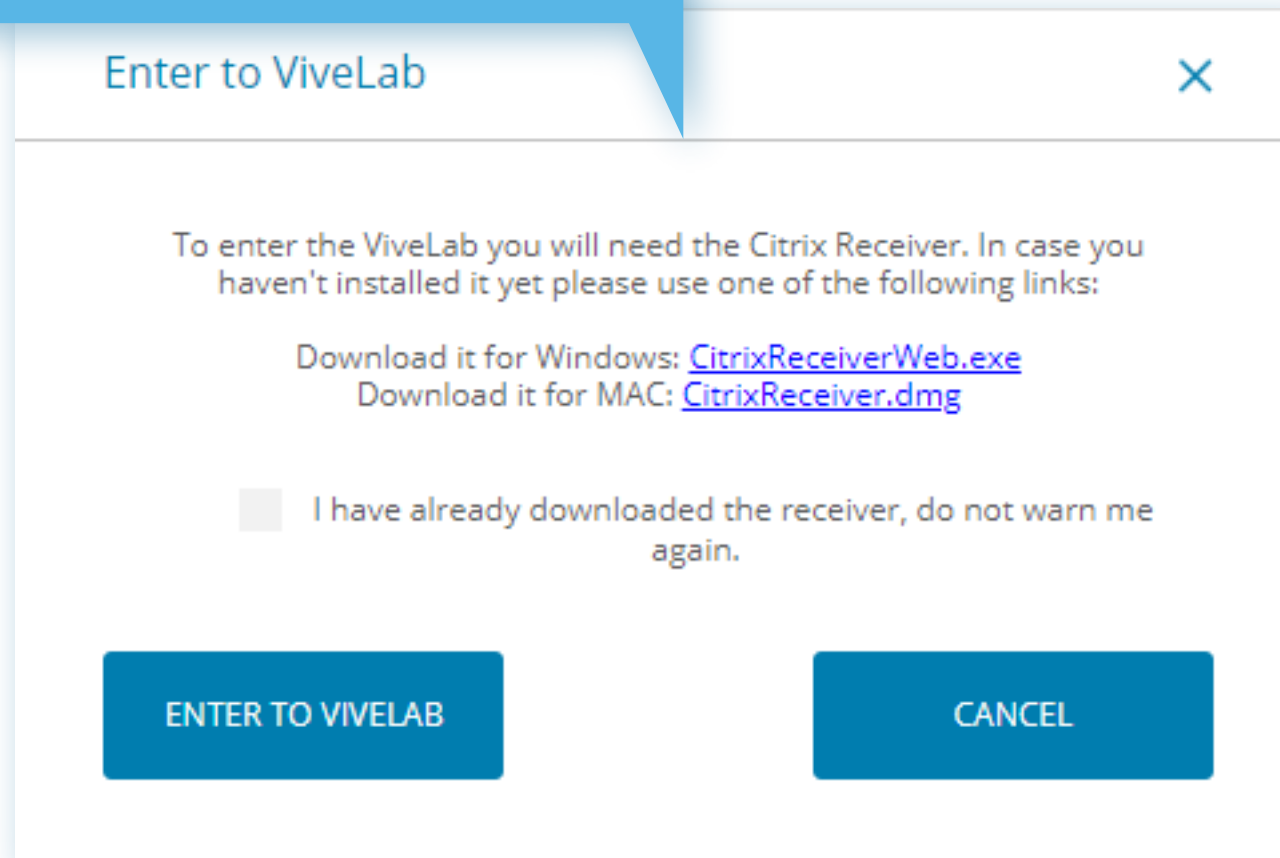 Enter to ViveLab
To enter the ViveLab you will need the Citrix Receiver. In case you
haven't installed it yet please use one of the following links:
Download it for Windows: CitrixReceiverWeb.exe
Download it for MAC: CitrixReceiver.dmg
I have already downloaded the receiver, do not warn me
again.
ENTER TO VIVELAB
CANCEL